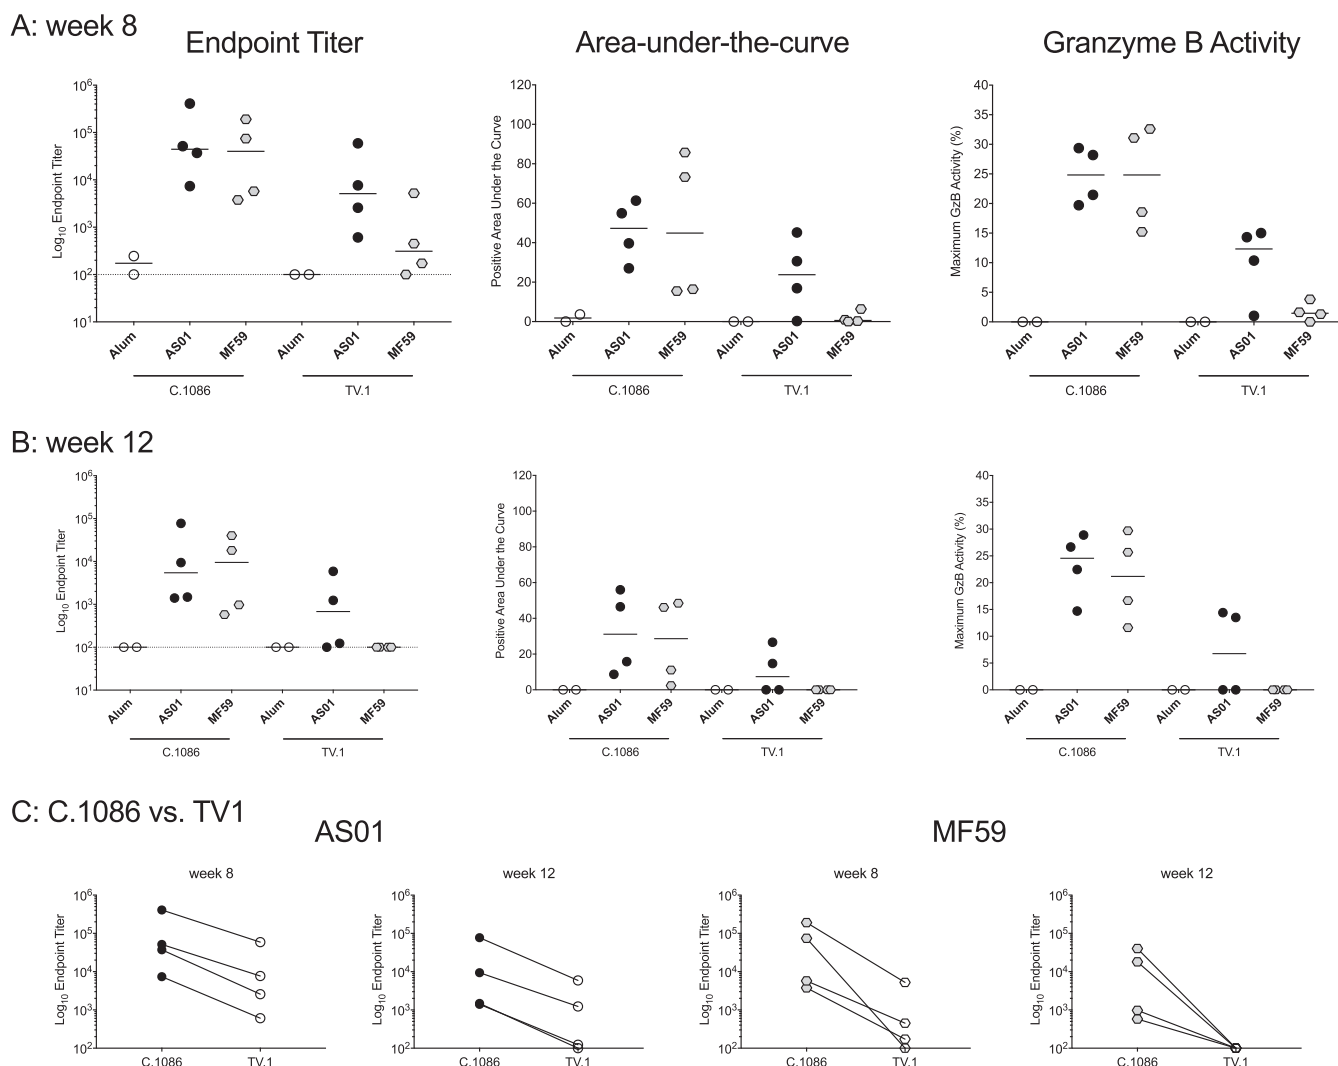 A: week 8
Endpoint Titer
Area-under-the-curve
Granzyme B Activity
Log10 Endpoint Titer
10^6
10^5
10^4
10^3
10^2
10^1
Alum
AS01
MF59
Alum
AS01
MF59
C.1086
TV.1
Positive Area Under the Curve
120
100
80
60
40
20
0
Alum
AS01
MF59
Alum
AS01
MF59
C.1086
TV.1
Maximum GzB Activity (%)
40
35
30
25
20
15
10
5
0
Alum
AS01
MF59
Alum
AS01
MF59
C.1086
TV.1
B: week 12
Log10 Endpoint Titer
10^6
10^5
10^4
10^3
10^2
10^1
Alum
AS01
MF59
Alum
AS01
MF59
C.1086
TV.1
Positive Area Under the Curve
120
100
80
60
40
20
0
Alum
AS01
MF59
Alum
AS01
MF59
C.1086
TV.1
Maximum GzB Activity (%)
40
35
30
25
20
15
10
5
0
Alum
AS01
MF59
Alum
AS01
MF59
C.1086
TV.1
C: C.1086 vs. TV1
AS01
MF59
week 8
Log10 Endpoint Titer
10^6
10^5
10^4
10^3
10^2
C.1086
TV.1
week 12
Log10 Endpoint Titer
10^6
10^5
10^4
10^3
10^2
C.1086
TV.1
week 8
Log10 Endpoint Titer
10^6
10^5
10^4
10^3
10^2
C.1086
TV.1
week 12
Log10 Endpoint Titer
10^6
10^5
10^4
10^3
10^2
C.1086
TV.1